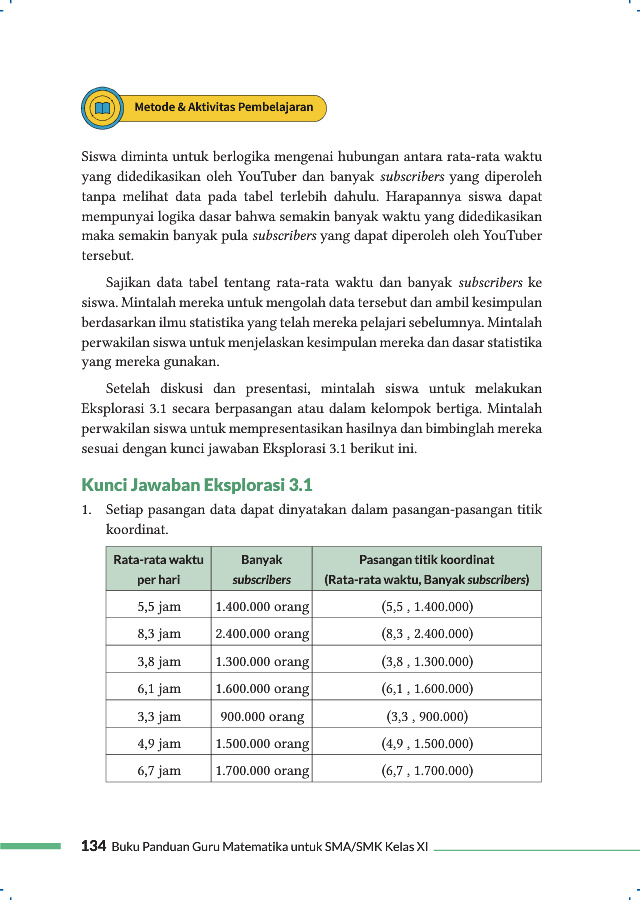 Metode & Aktivitas Pembelajaran
Siswa diminta untuk berlogika mengenai hubungan antara rata-rata waktu
yang didedikasikan oleh YouTuber dan banyak subscribers yang diperoleh
tanpa melihat data pada tabel terlebih dahulu. Harapannya siswa dapat
mempunyai logika dasar bahwa semakin banyak waktu yang didedikasikan
maka semakin banyak pula subscribers yang dapat diperoleh oleh YouTuber
tersebut.
Sajikan data tabel tentang rata-rata waktu dan banyak subscribers ke
siswa. Mintalah mereka untuk mengolah data tersebut dan ambil kesimpulan
berdasarkan ilmu statistika yang telah mereka pelajari sebelumnya. Mintalah
perwakilan siswa untuk menjelaskan kesimpulan mereka dan dasar statistika
yang mereka gunakan.
Setelah diskusi dan presentasi, mintalah siswa untuk melakukan
Eksplorasi 3.1 secara berpasangan atau dalam kelompok bertiga. Mintalah
perwakilan siswa untuk mempresentasikan hasilnya dan bimbinglah mereka
sesuai dengan kunci jawaban Eksplorasi 3.1 berikut ini.
Kunci Jawaban Eksplorasi 3.1
1. Setiap pasangan data dapat dinyatakan dalam pasangan-pasangan titik
koordinat.
Rata-rata waktu Banyak Pasangan titik koordinat
per hari subscribers (Rata-rata waktu, Banyak subscribers)
5,5 jam 1.400.000 orang (5,5 , 1.400.000)
8,3 jam 2.400.000 orang (8,3 , 2.400.000)
3,8 jam 1.300.000 orang (3,8 , 1.300.000)
6,1 jam 1.600.000 orang (6,1 , 1.600.000)
3,3 jam 900.000 orang (3,3 , 900.000)
4,9 jam 1.500.000 orang (4,9 , 1.500.000)
6,7 jam 1.700.000 orang (6,7 , 1.700.000)
134 Buku Panduan Guru Matematika untuk SMA/SMK Kelas XI